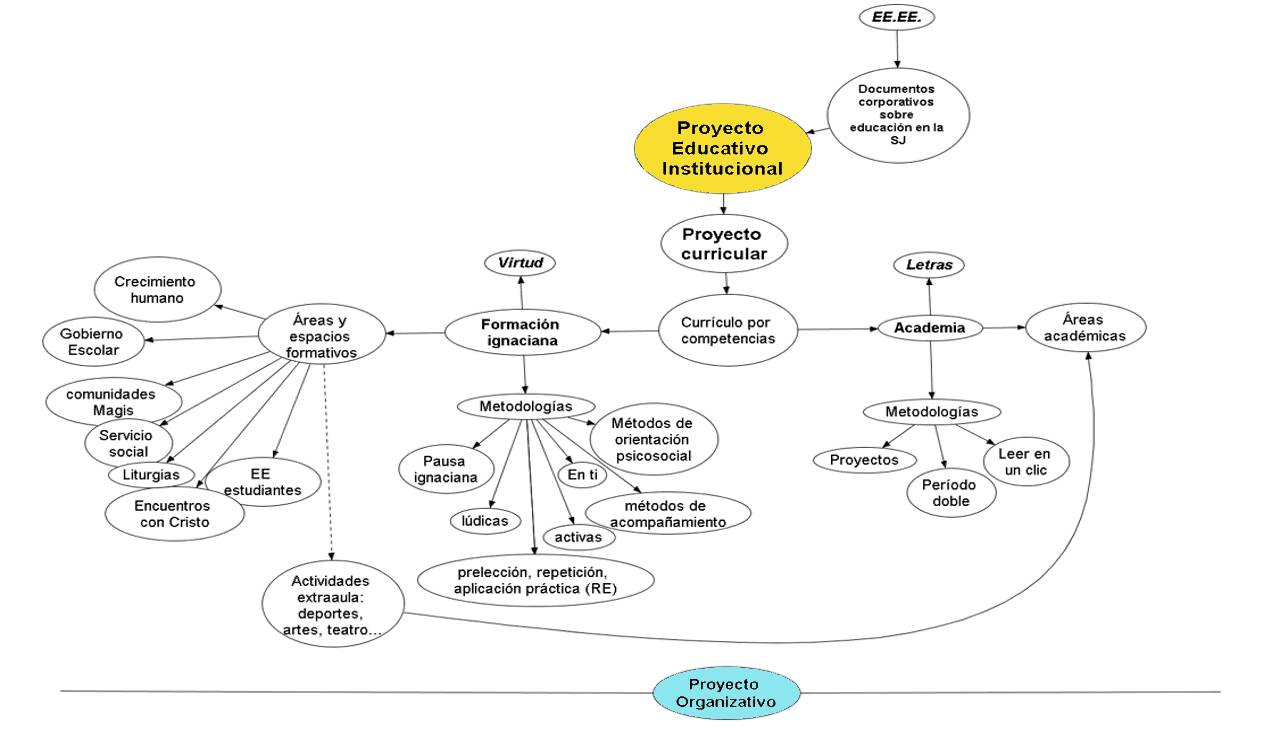 EE.EE.
Documentos
corporativos
sobre
educación en la
SJ
Proyecto
Educativo
Institucional
Proyecto
curricular
Currículo por
competencias
Virtud
Formación
ignaciana
Letras
Academia
Áreas
académicas
Áreas y
espacios
formativos
Crecimiento
humano
Gobierno
Escolar
comunidades
Magis
Servicio
social
Liturgias
Encuentros
con Cristo
EE
estudiantes
Actividades
extraaula:
deportes,
artes, teatro...
Metodologías
Pausa
ignaciana
lúdicas
prelección, repetición,
aplicación práctica (RE)
activas
En ti
métodos de
acompañamiento
Métodos de
orientación
psicosocial
Metodologías
Proyectos
Período
doble
Leer en
un clic
Proyecto
Organizativo